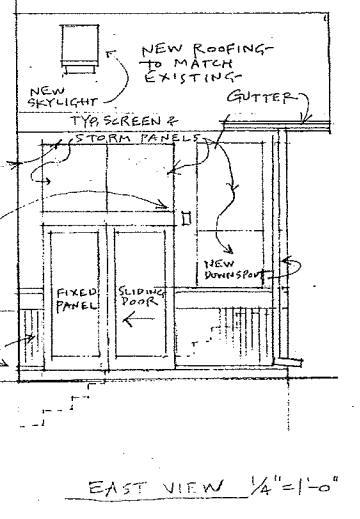 NEW ROOFING
TO MATCH
EXISTING
NEW
SKYLIGHT
GUTTER
TYP. SCREEN &
STORM PANELS
NEW
DOWNSPOUT
FIXED
PANEL
SLIDING
DOOR
EAST VIEW 1/4"=1'-0"